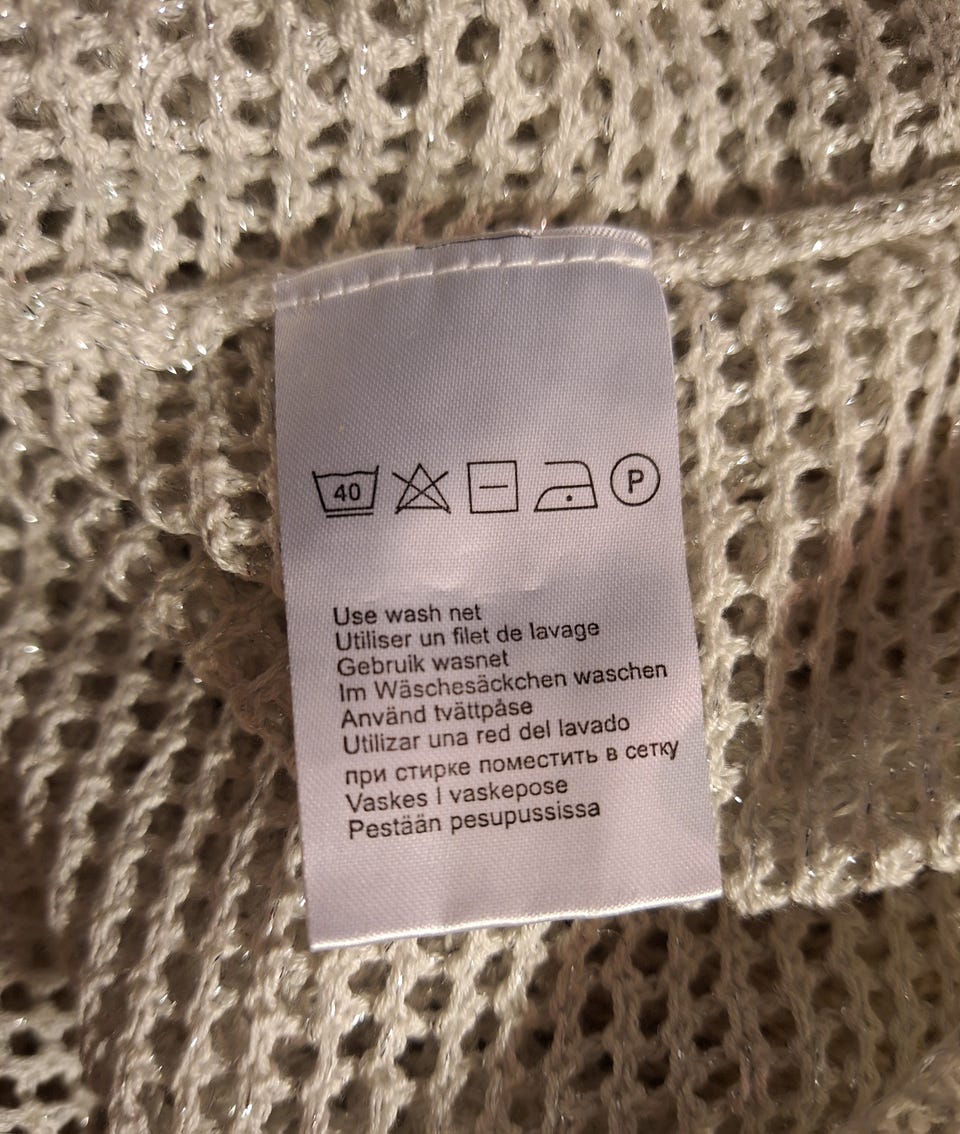 40 P
Use wash net
Utiliser un filet de lavage
Gebruik wasnet
Im Wäschesäckchen waschen
Använd tvättpåse
Utilizar una red del lavado
при стирке поместить в сетку
Vaskes I vaskepose
Pestään pesupussissa